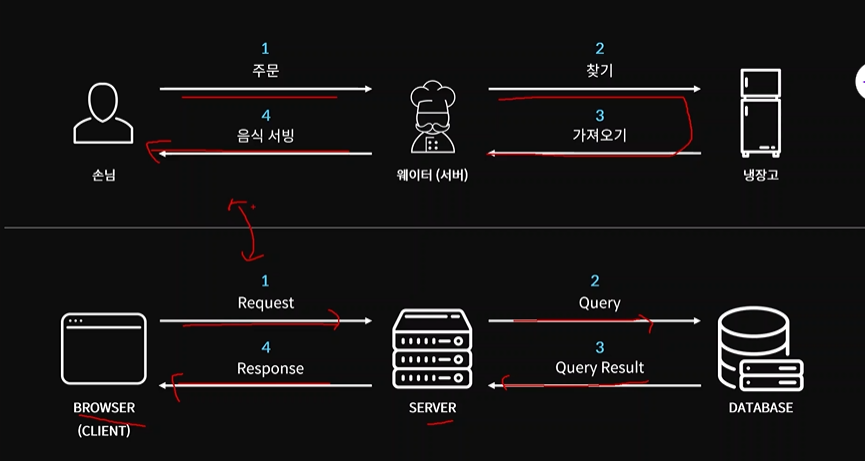 1
주문
2
찾기
4
음식 서빙
3
가져오기
손님
웨이터 (서버)
냉장고
1
Request
2
Query
4
Response
3
Query Result
BROWSER
(CLIENT)
SERVER
DATABASE